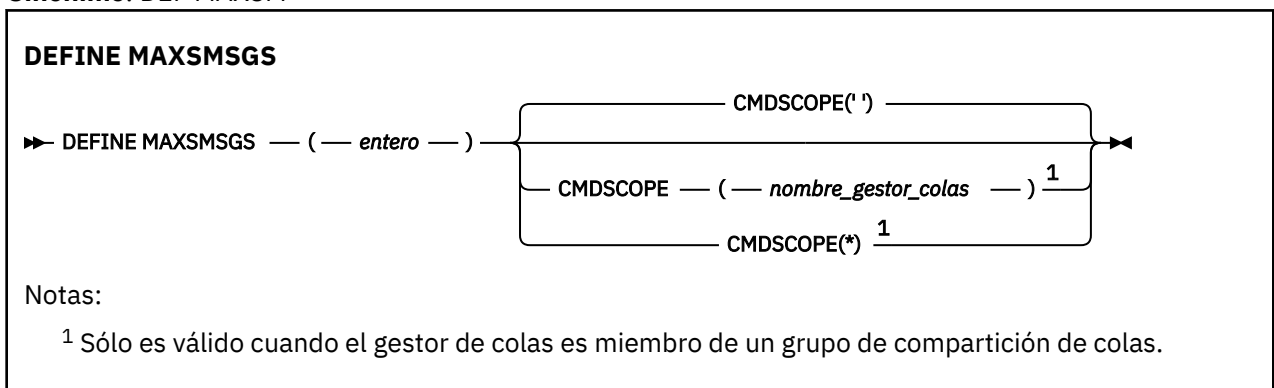 DEFINE MAXSMSGS
CMDSCOPE(' ')
DEFINE MAXSMSGS ( entero )
CMDSCOPE ( nombre_gestor_colas ) 1
CMDSCOPE(*) 1
Notas:
1 Sólo es válido cuando el gestor de colas es miembro de un grupo de compartición de colas.